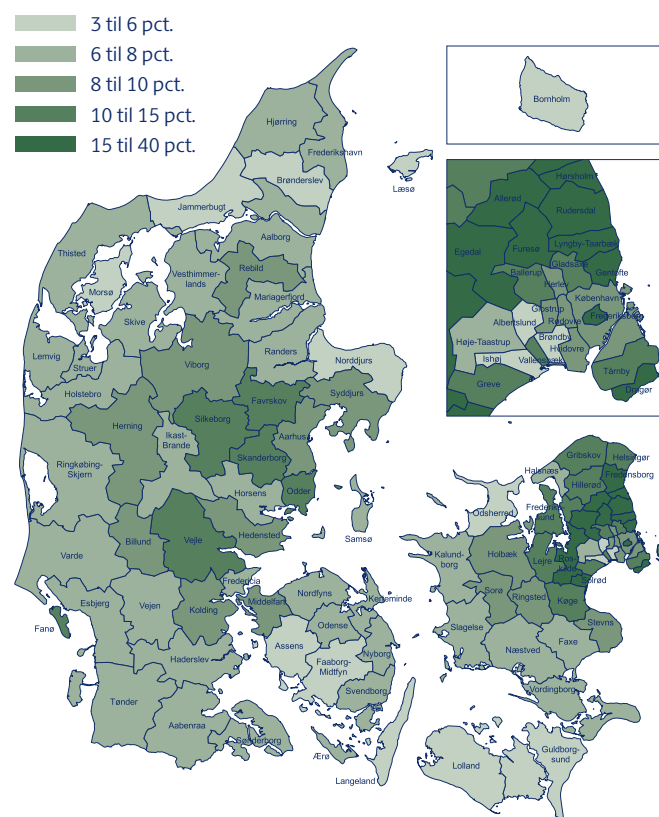 3 til 6 pct.
6 til 8 pct.
8 til 10 pct.
10 til 15 pct.
15 til 40 pct.
Bornholm
Hjørring
Frederikshavn
Læsø
Brønderslev
Jammerbugt
Thisted
Aalborg
Vesthimmer-
lands
Rebild
Morsø
Mariagerfjord
Skive
Lemvig
Struer
Randers
Norddjurs
Viborg
Holstebro
Favrskov
Syddjurs
Silkeborg
Herning
Ikast-
Brande
Aarhus
Skanderborg
Ringkøbing-
Skjern
Horsens
Odder
Samsø
Hedensted
Billund
Vejle
Varde
Fredericia
Esbjerg
Vejen
Kolding
Middelfart
Nordfyns
Kerteminde
Fanø
Odense
Assens
Nyborg
Faaborg-
Midtfyn
Haderslev
Svendborg
Tønder
Aabenraa
Sønderborg
Ærø
Langeland
Hørsholm
Allerød
Rudersdal
Egedal
Furesø
Lyngby-Taarbæk
Gladsaxe
Ballerup
Gentofte
Herlev
København
Glostrup
Albertslund
Rødovre
Frederiksberg
Høje-Taastrup
Brøndby
Hvidovre
Ishøj
Vallensbæk
Tårnby
Greve
Dragør
Gribskov
Helsingør
Halsnæs
Hillerød
Fredensborg
Odsherred
Frederik-
sund
Kalund-
borg
Holbæk
Lejre
Ros-
kilde
Solrød
Sorø
Ringsted
Køge
Slagelse
Stevns
Næstved
Faxe
Vordingborg
Guldborg-
sund
Lolland